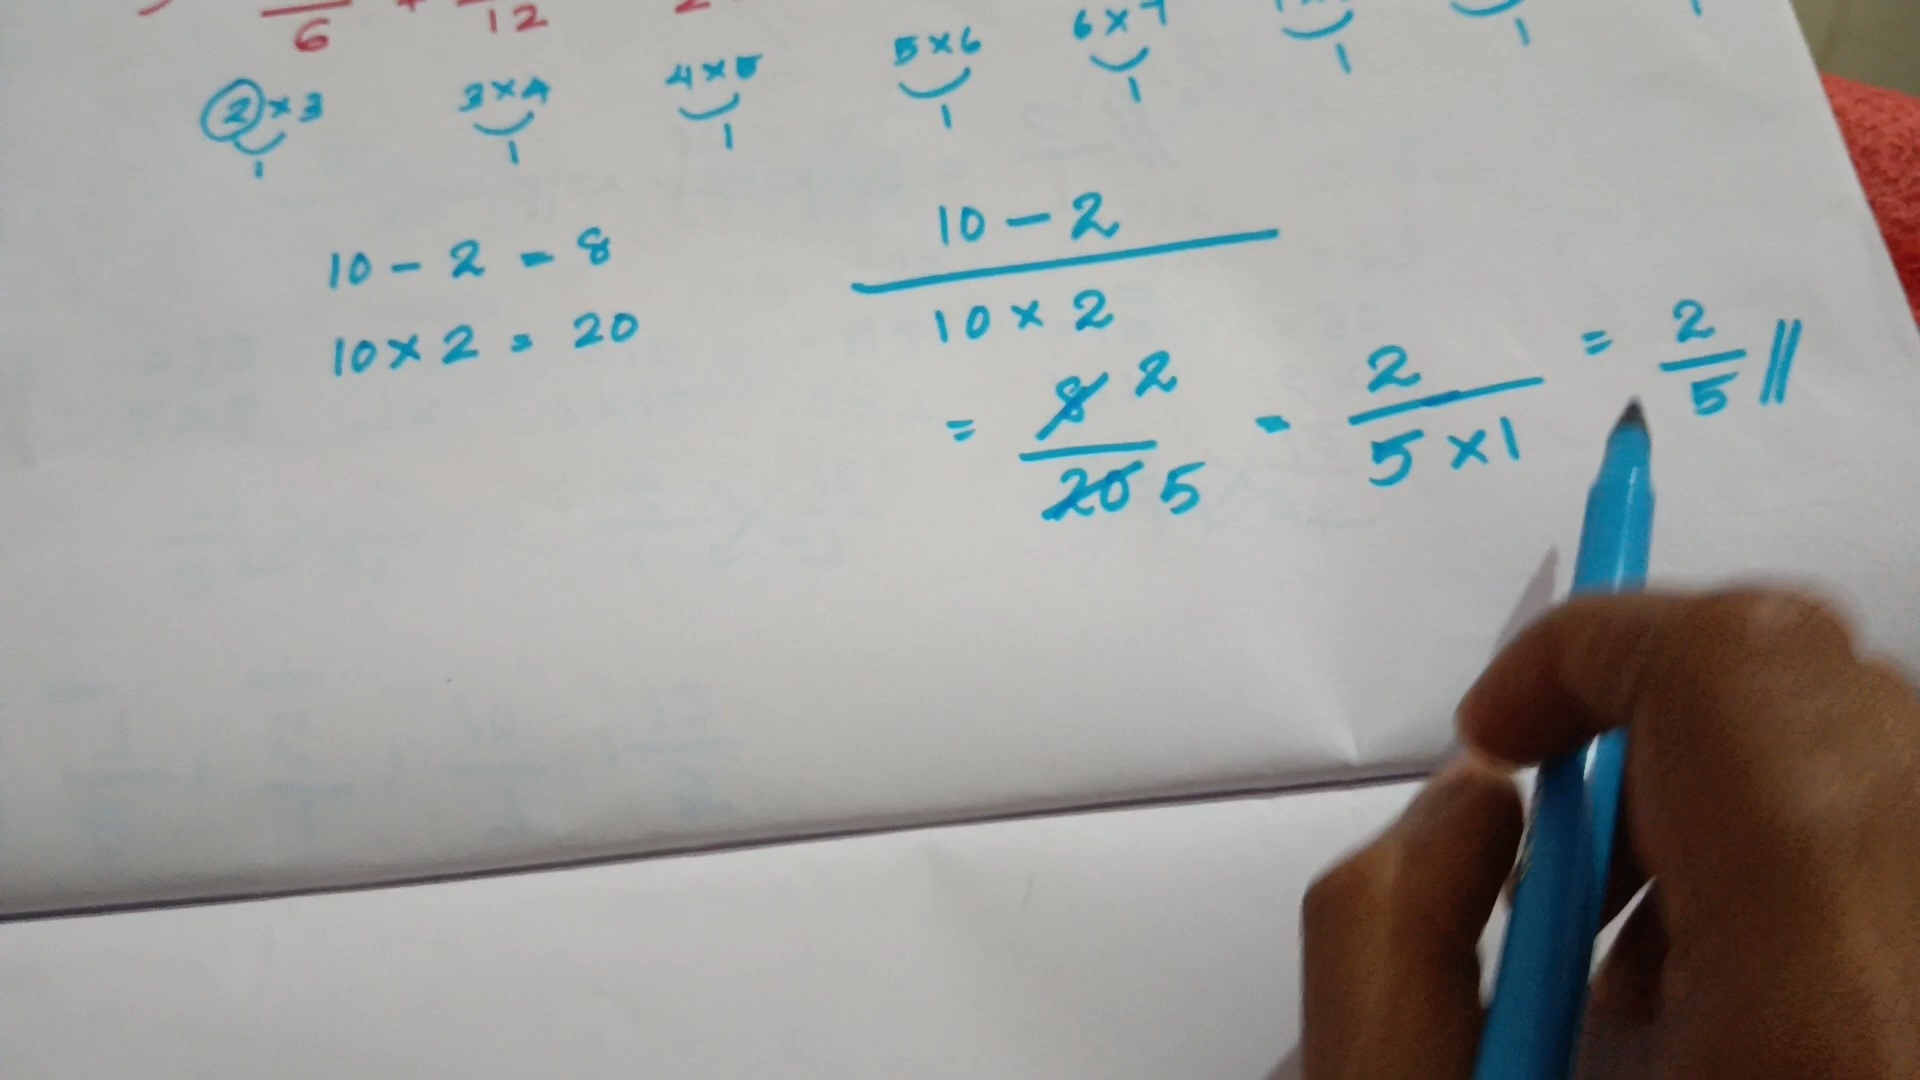 6 + 12 2
2×3 3×4 4×5 5×6 6×7
1 1 1 1 1 1 1
10 - 2 = 8
10 × 2 = 20
10 - 2
10 × 2
= 8 2 / 20 5 = 2 / 5 × 1 = 2 / 5 //